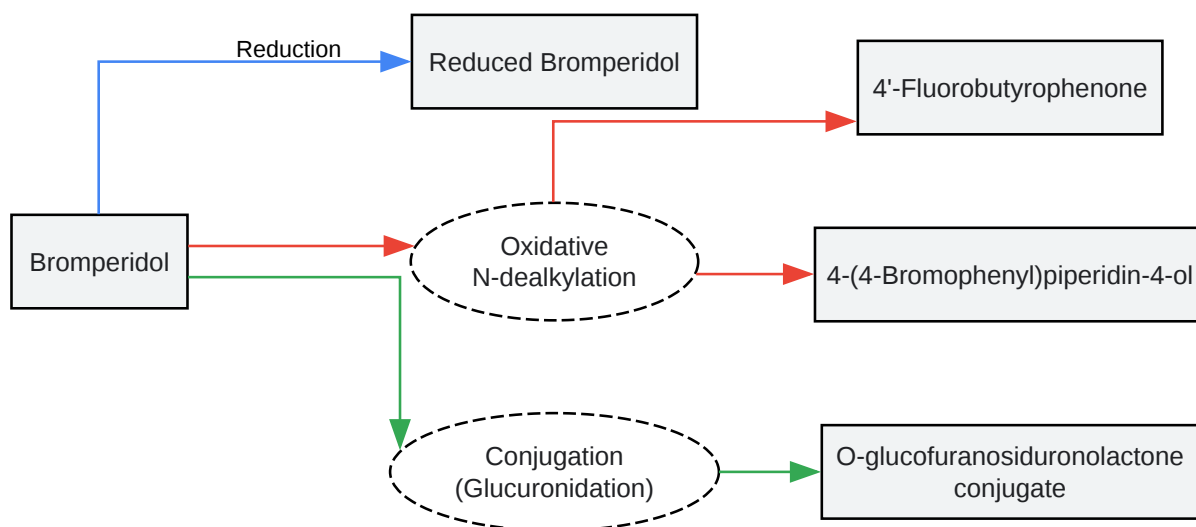 Reduction
Reduced Bromperidol
4'-Fluorobutyrophenone
Bromperidol
Oxidative
N-dealkylation
4-(4-Bromophenyl)piperidin-4-ol
Conjugation
(Glucuronidation)
O-glucofuranosiduronolactone
conjugate